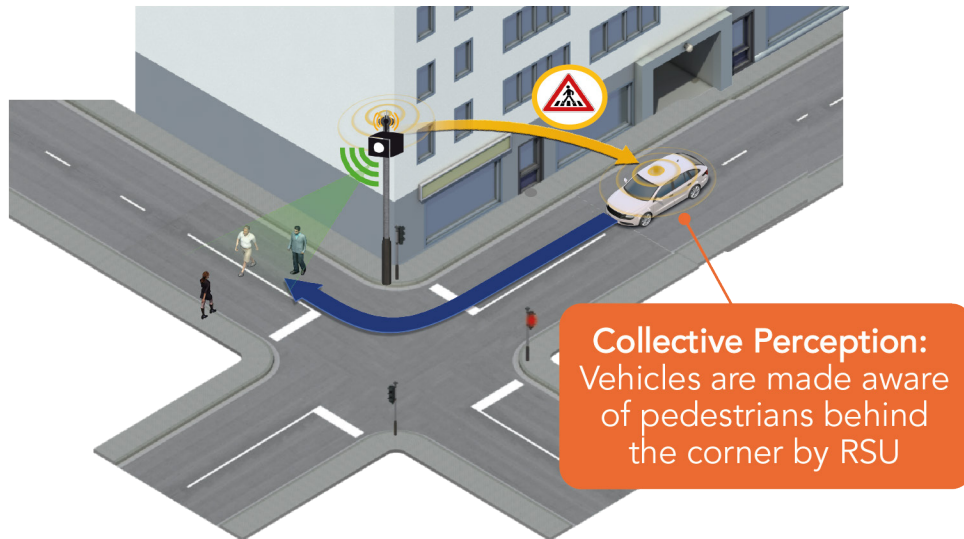 Collective Perception:
Vehicles are made aware
of pedestrians behind
the corner by RSU